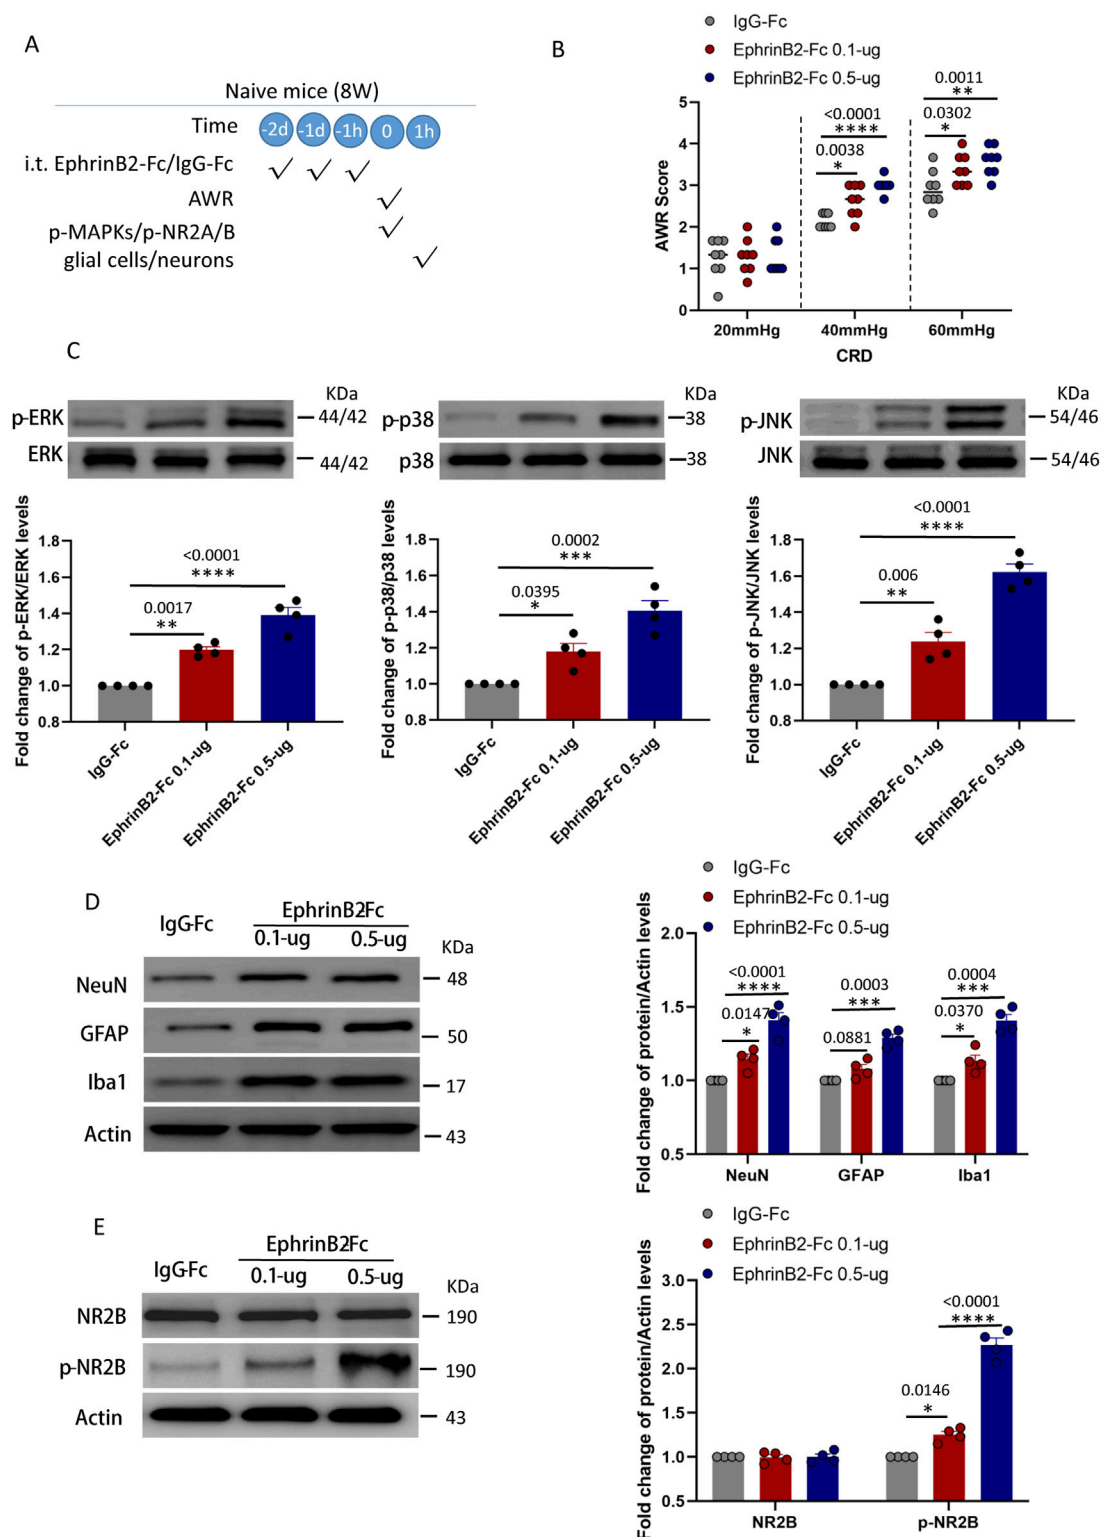 A
Naive mice (8W)
Time -2d -1d -1h 0 1h
i.t. EphrinB2-Fc/IgG-Fc
AWR
p-MAPKs/p-NR2A/B
glial cells/neurons
B
IgG-Fc
EphrinB2-Fc 0.1-ug
EphrinB2-Fc 0.5-ug
AWR Score
5
4
3
2
1
0
0.0011
**
<0.0001
****
0.0302
*
0.0038
*
20mmHg 40mmHg 60mmHg
CRD
C
KDa
p-ERK 44/42
ERK 44/42
KDa
p-p38 38
p38 38
KDa
p-JNK 54/46
JNK 54/46
Fold change of p-ERK/ERK levels
1.8
1.6
1.4
1.2
1.0
0.8
<0.0001
****
0.0017
**
IgG-Fc
EphrinB2-Fc 0.1-ug
EphrinB2-Fc 0.5-ug
Fold change of p-p38/p38 levels
1.8
1.6
1.4
1.2
1.0
0.8
0.0002
***
0.0395
*
IgG-Fc
EphrinB2-Fc 0.1-ug
EphrinB2-Fc 0.5-ug
Fold change of p-JNK/JNK levels
1.8
1.6
1.4
1.2
1.0
0.8
<0.0001
****
0.006
**
IgG-Fc
EphrinB2-Fc 0.1-ug
EphrinB2-Fc 0.5-ug
D
EphrinB2Fc
IgG-Fc 0.1-ug 0.5-ug
KDa
NeuN 48
GFAP 50
Iba1 17
Actin 43
IgG-Fc
EphrinB2-Fc 0.1-ug
EphrinB2-Fc 0.5-ug
Fold change of protein/Actin levels
2.0
1.5
1.0
0.5
<0.0001
****
0.0147
*
0.0003
***
0.0881
0.0004
***
0.0370
*
NeuN GFAP Iba1
E
EphrinB2Fc
IgG-Fc 0.1-ug 0.5-ug
KDa
NR2B 190
p-NR2B 190
Actin 43
IgG-Fc
EphrinB2-Fc 0.1-ug
EphrinB2-Fc 0.5-ug
Fold change of protein/Actin levels
3.0
2.5
2.0
1.5
1.0
0.5
<0.0001
****
0.0146
*
NR2B p-NR2B